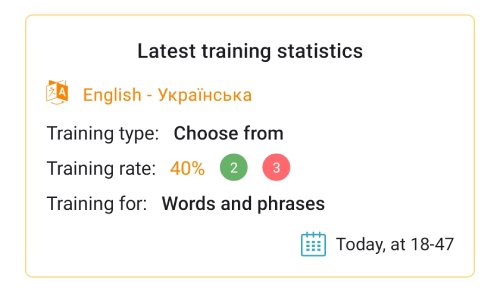 Latest training statistics
English - Українська
Training type: Choose from
Training rate: 40% 2 3
Training for: Words and phrases
Today, at 18-47